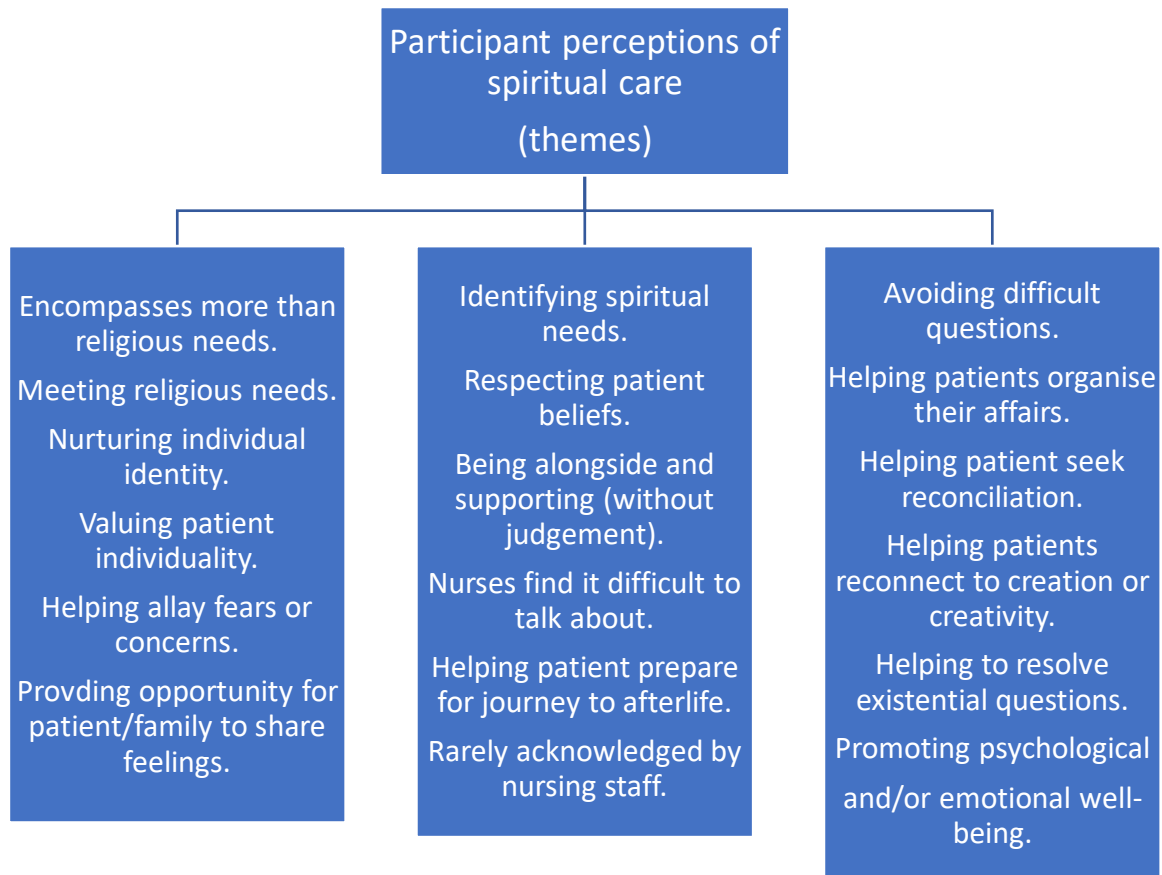 Participant perceptions of
spiritual care
(themes)
Encompasses more than
religious needs.
Meeting religious needs.
Nurturing individual
identity.
Valuing patient
individuality.
Helping allay fears or
concerns.
Provding opportunity for
patient/family to share
feelings.
Identifying spiritual
needs.
Respecting patient
beliefs.
Being alongside and
supporting (without
judgement).
Nurses find it difficult to
talk about.
Helping patient prepare
for journey to afterlife.
Rarely acknowledged by
nursing staff.
Avoiding difficult
questions.
Helping patients organise
their affairs.
Helping patient seek
reconciliation.
Helping patients
reconnect to creation or
creativity.
Helping to resolve
existential questions.
Promoting psychological
and/or emotional well-
being.